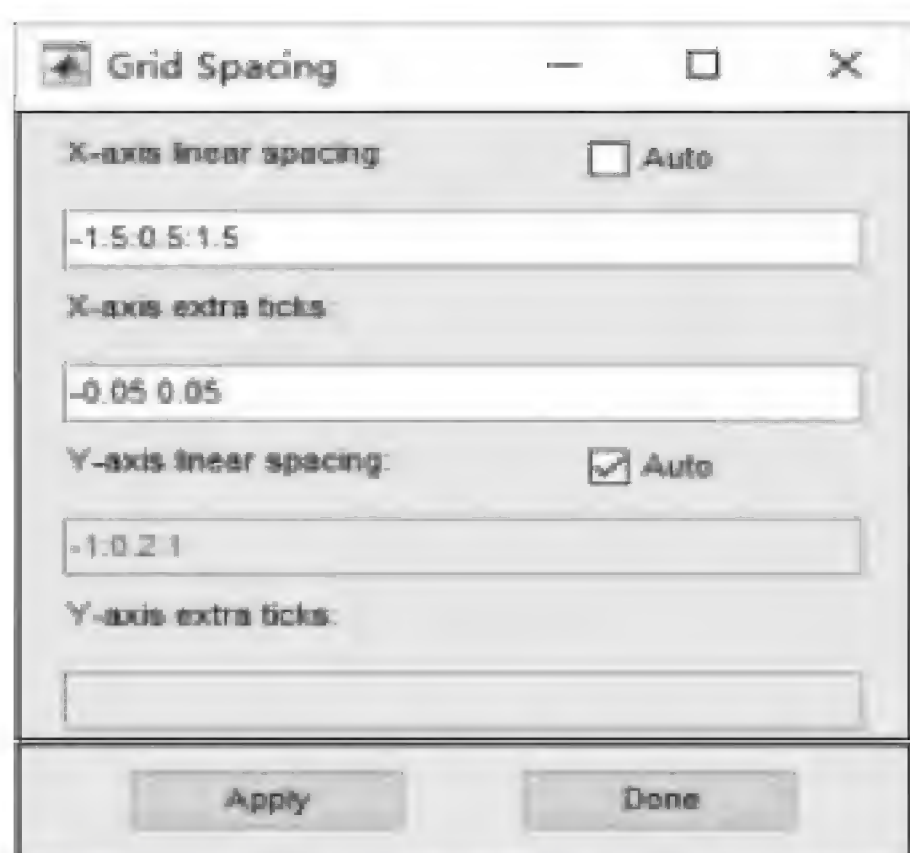 Grid Spacing
X-axis linear spacing Auto
-1.5:0.5:1.5
X-axis extra ticks:
-0.05 0.05
Y-axis linear spacing: Auto
-1:0.2:1
Y-axis extra ticks:
Apply Done